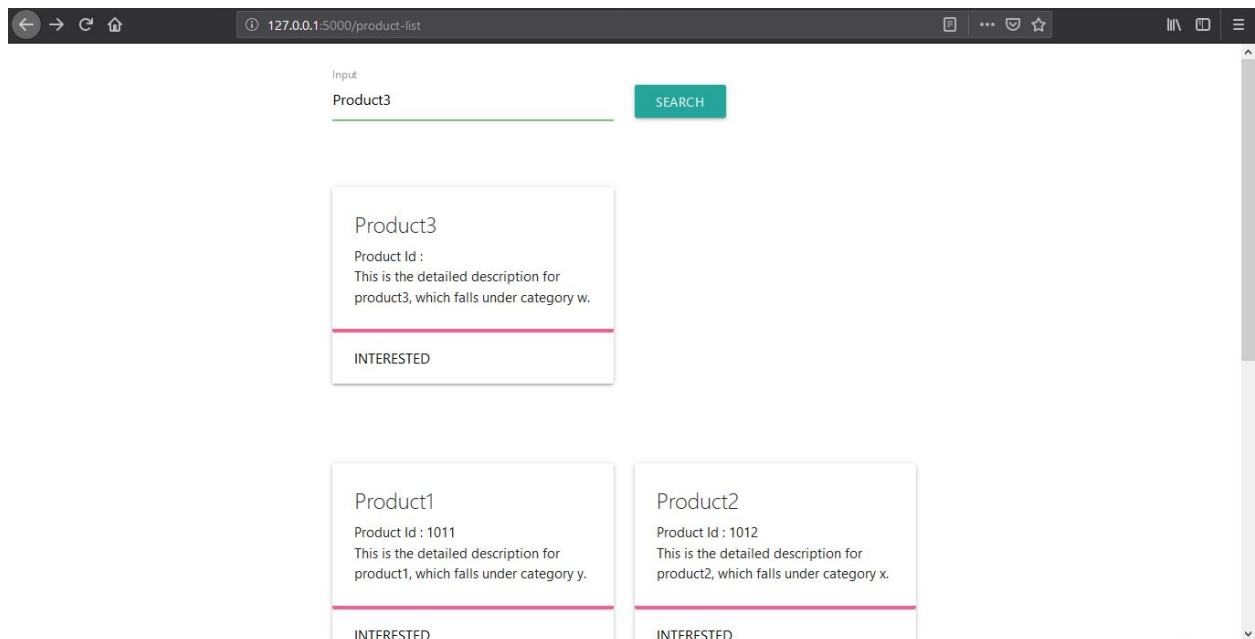 127.0.0.1:5000/product-list
Input
Product3
SEARCH
Product3
Product Id :
This is the detailed description for
product3, which falls under category w.
INTERESTED
Product1
Product Id : 1011
This is the detailed description for
product1, which falls under category y.
INTERESTED
Product2
Product Id : 1012
This is the detailed description for
product2, which falls under category x.
INTERESTED